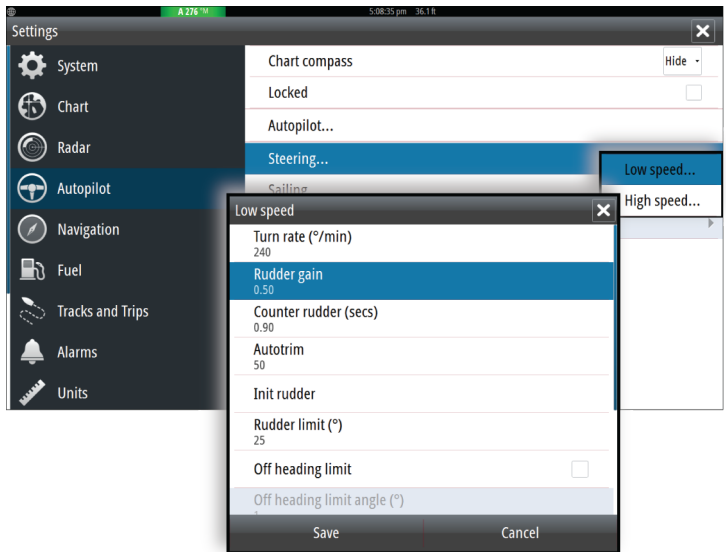 A 276 °M 5:08:35 pm 36.1 ft
Settings
System
Chart
Radar
Autopilot
Navigation
Fuel
Tracks and Trips
Alarms
Units
Chart compass Hide
Locked
Autopilot...
Steering...
Sailing
Low speed...
High speed...
Low speed
Turn rate (°/min)
240
Rudder gain
0.50
Counter rudder (secs)
0.90
Autotrim
50
Init rudder
Rudder limit (°)
25
Off heading limit
Off heading limit angle (°)
Save Cancel